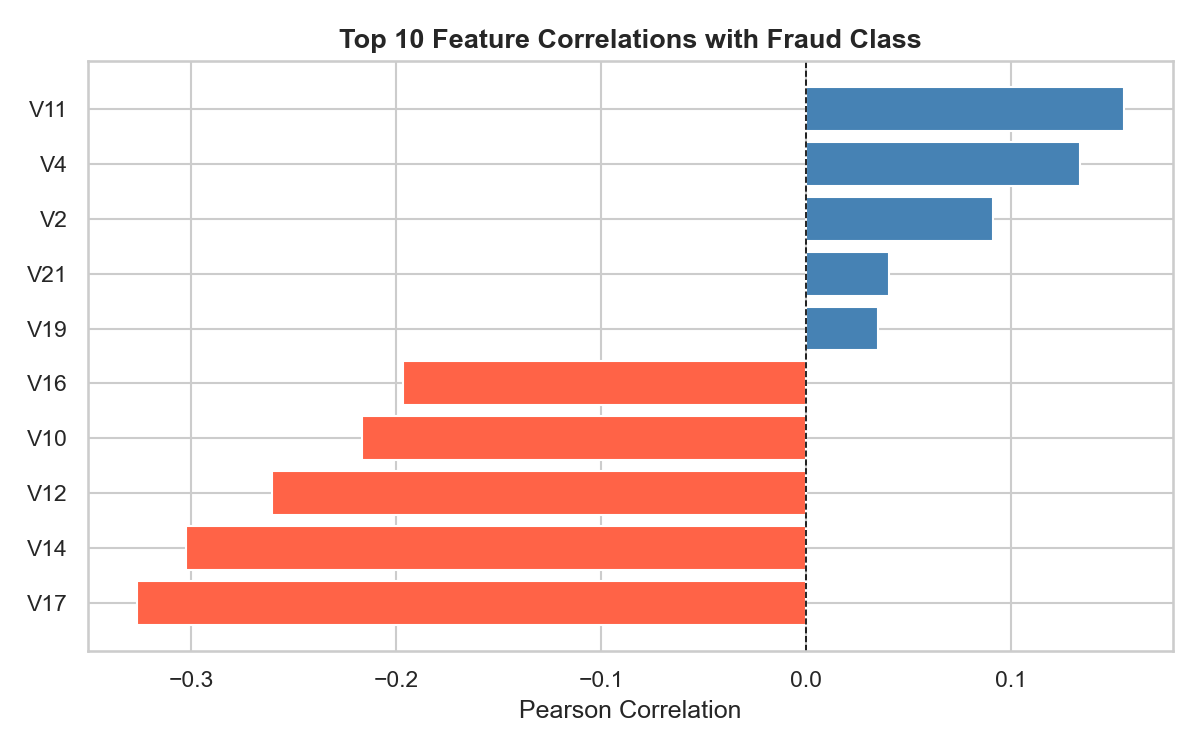 Top 10 Feature Correlations with Fraud Class
V11
V4
V2
V21
V19
V16
V10
V12
V14
V17
−0.3 −0.2 −0.1 0.0 0.1
Pearson Correlation